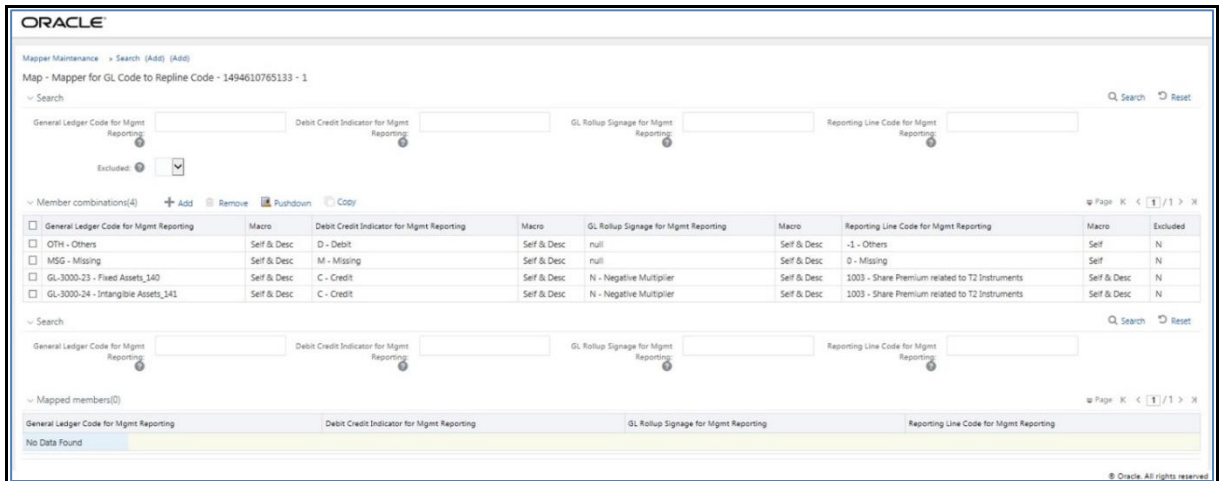 ORACLE
Mapper Maintenance » Search (Add) (Add)
Map - Mapper for GL Code to Repline Code - 1494610765133 - 1
Search
Search Reset
General Ledger Code for Mgmt Reporting:
Debit Credit Indicator for Mgmt Reporting:
GL Rollup Signage for Mgmt Reporting:
Reporting Line Code for Mgmt Reporting:
Excluded:
Member combinations(4) Add Remove Pushdown Copy Page 1 / 1
General Ledger Code for Mgmt Reporting Macro Debit Credit Indicator for Mgmt Reporting Macro GL Rollup Signage for Mgmt Reporting Macro Reporting Line Code for Mgmt Reporting Macro Excluded
OTH - Others Self & Desc D - Debit Self & Desc null Self & Desc -1 - Others Self N
MSG - Missing Self & Desc M - Missing Self & Desc null Self & Desc 0 - Missing Self N
GL-3000-23 - Fixed Assets_140 Self & Desc C - Credit Self & Desc N - Negative Multiplier Self & Desc 1003 - Share Premium related to T2 Instruments Self & Desc N
GL-3000-24 - Intangible Assets_141 Self & Desc C - Credit Self & Desc N - Negative Multiplier Self & Desc 1003 - Share Premium related to T2 Instruments Self & Desc N
Search
Search Reset
General Ledger Code for Mgmt Reporting:
Debit Credit Indicator for Mgmt Reporting:
GL Rollup Signage for Mgmt Reporting:
Reporting Line Code for Mgmt Reporting:
Mapped members(0) Page 1 / 1
General Ledger Code for Mgmt Reporting Debit Credit Indicator for Mgmt Reporting GL Rollup Signage for Mgmt Reporting Reporting Line Code for Mgmt Reporting
No Data Found
® Oracle. All rights reserved